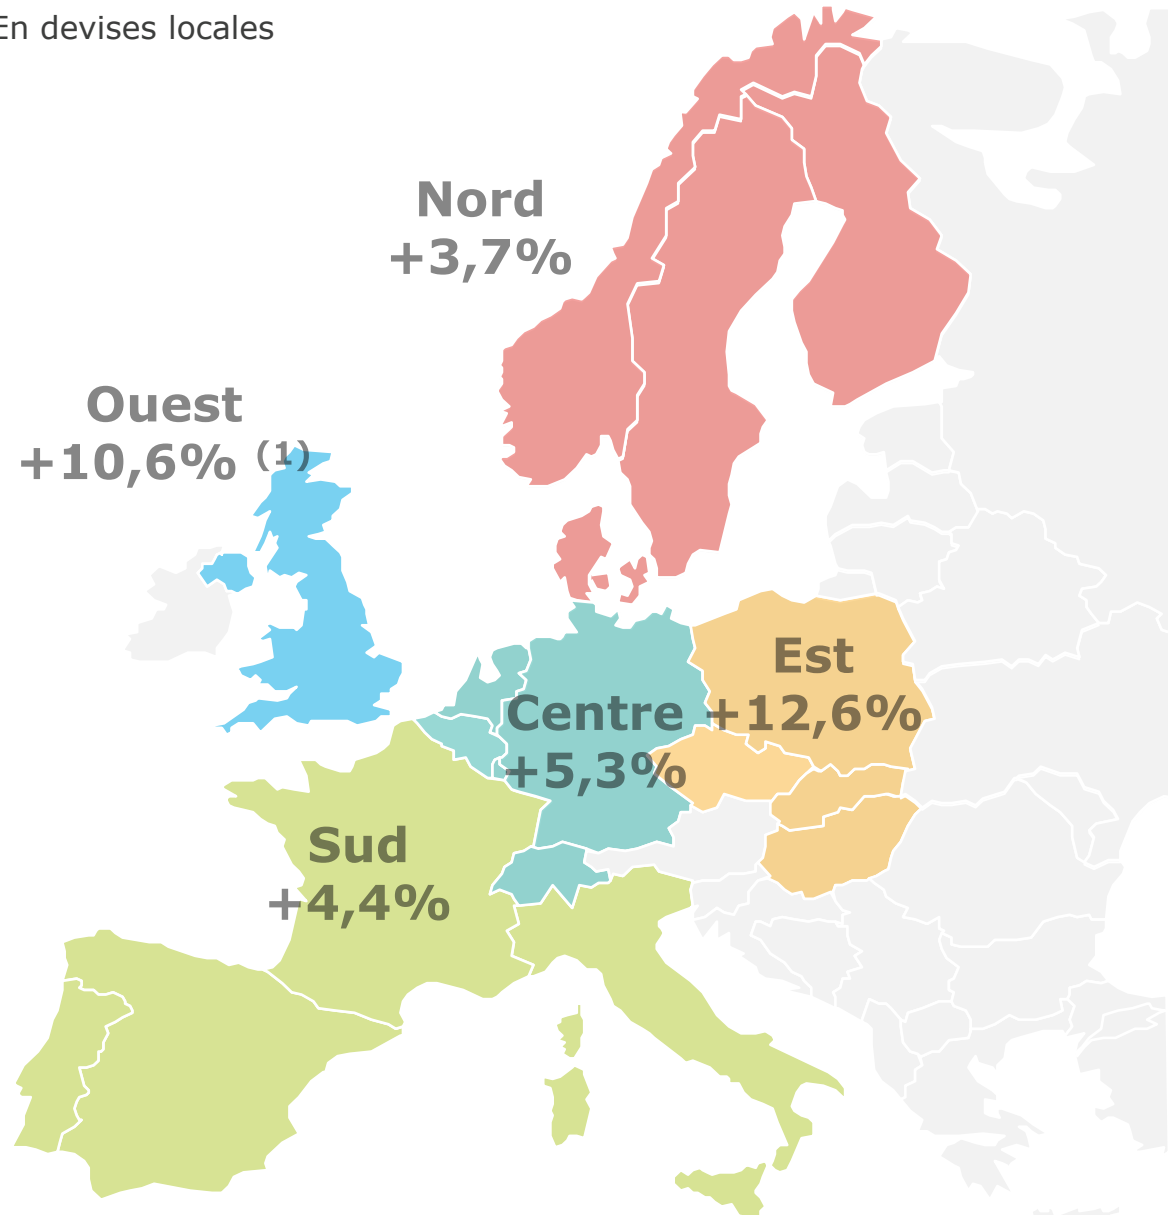 En devises locales
Nord
+3,7%
Ouest
+10,6% (1)
Est
+12,6%
Centre
+5,3%
Sud
+4,4%